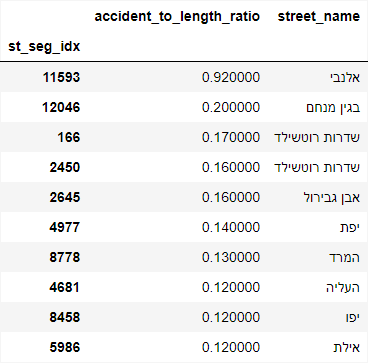 accident_to_length_ratio street_name
st_seg_idx
11593 0.920000 אלנבי
12046 0.200000 בגין מנחם
166 0.170000 שדרות רוטשילד
2450 0.160000 שדרות רוטשילד
2645 0.160000 אבן גבירול
4977 0.140000 יפת
8778 0.130000 המרד
4681 0.120000 העליה
8458 0.120000 יפו
5986 0.120000 אילת